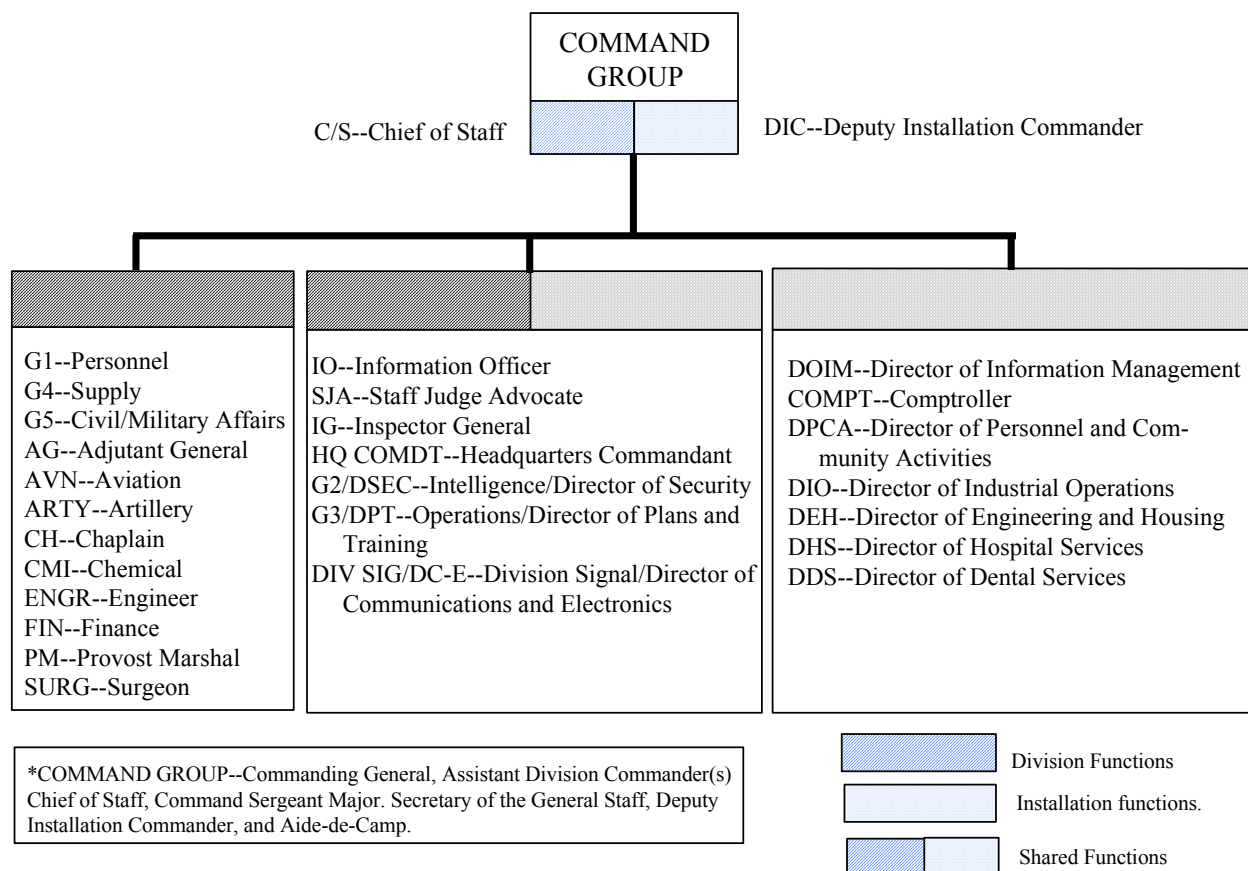 COMMAND
GROUP
C/S--Chief of Staff
DIC--Deputy Installation Commander
G1--Personnel
G4--Supply
G5--Civil/Military Affairs
AG--Adjutant General
AVN--Aviation
ARTY--Artillery
CH--Chaplain
CMI--Chemical
ENGR--Engineer
FIN--Finance
PM--Provost Marshal
SURG--Surgeon
IO--Information Officer
SJA--Staff Judge Advocate
IG--Inspector General
HQ COMDT--Headquarters Commandant
G2/DSEC--Intelligence/Director of Security
G3/DPT--Operations/Director of Plans and
Training
DIV SIG/DC-E--Division Signal/Director of
Communications and Electronics
DOIM--Director of Information Management
COMPT--Comptroller
DPCA--Director of Personnel and Com-
munity Activities
DIO--Director of Industrial Operations
DEH--Director of Engineering and Housing
DHS--Director of Hospital Services
DDS--Director of Dental Services
*COMMAND GROUP--Commanding General, Assistant Division Commander(s)
Chief of Staff, Command Sergeant Major. Secretary of the General Staff, Deputy
Installation Commander, and Aide-de-Camp.
Division Functions
Installation functions.
Shared Functions